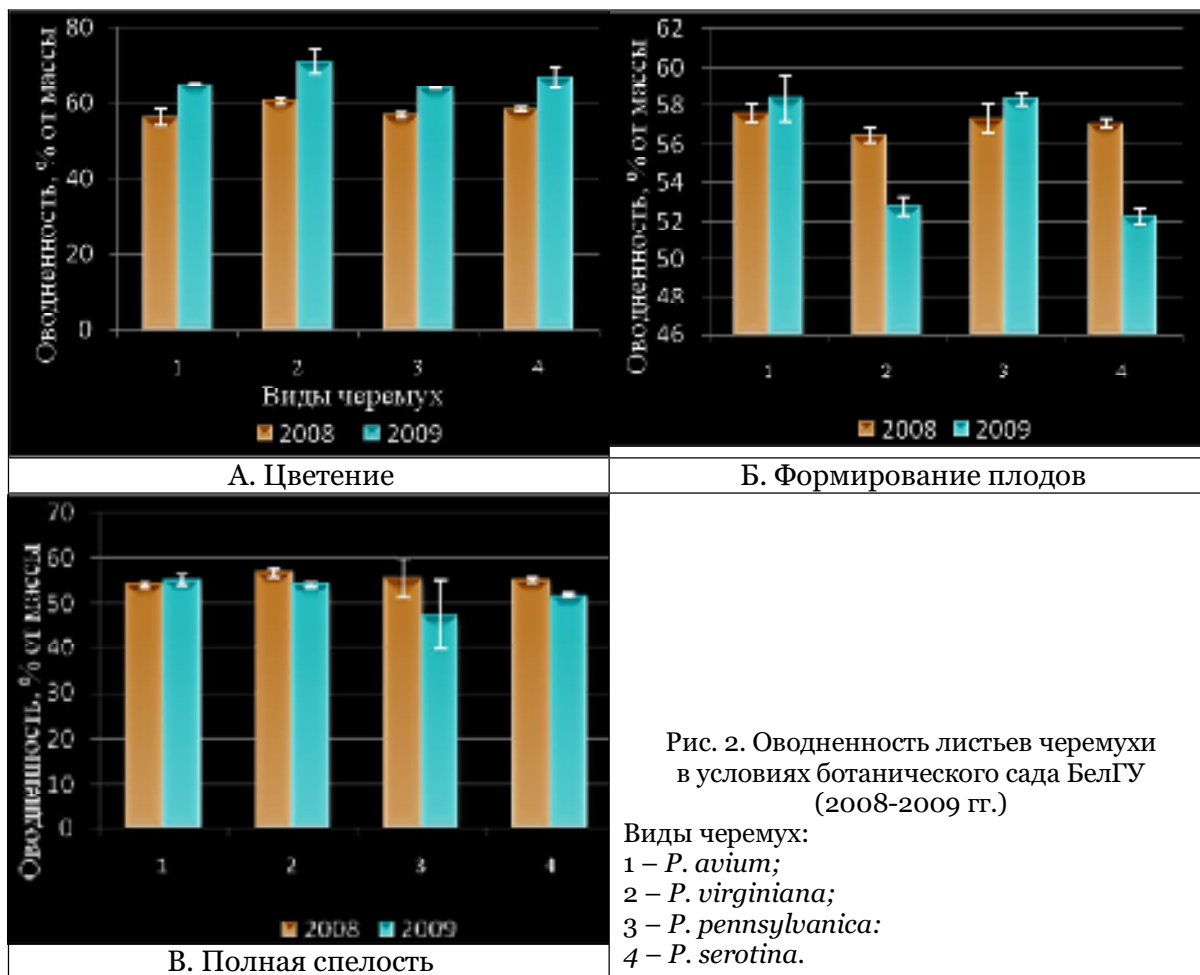 Оводненность, % от массы
80
60
40
20
0
1 2 3 4
Виды черемух
2008 2009
А. Цветение
Оводненность, % от массы
62
60
58
56
54
52
50
48
46
1 2 3 4
2008 2009
Б. Формирование плодов
Оводненность, % от массы
70
60
50
40
30
20
10
0
1 2 3 4
2008 2009
В. Полная спелость
Рис. 2. Оводненность листьев черемухи
в условиях ботанического сада БелГУ
(2008-2009 гг.)
Виды черемух:
1 – P. avium;
2 – P. virginiana;
3 – P. pennsylvanica:
4 – P. serotina.